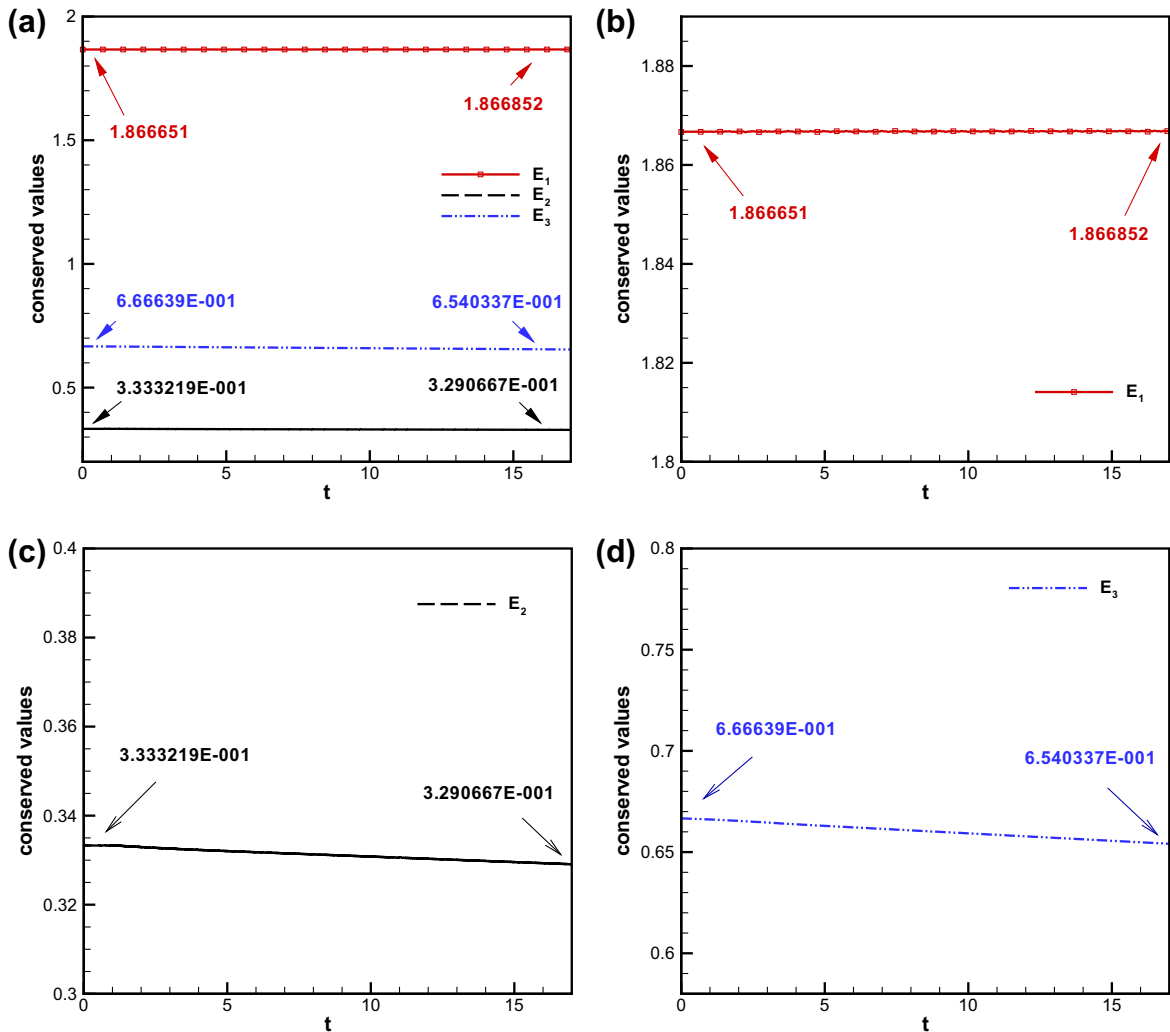 (a)
2
1.5
1
0.5
0
5
10
15
t
conserved values
1.866651
1.866852
E1
E2
E3
6.66639E-001
6.540337E-001
3.333219E-001
3.290667E-001
(b)
1.88
1.86
1.84
1.82
1.8
0
5
10
15
t
conserved values
1.866651
1.866852
E1
(c)
0.4
0.38
0.36
0.34
0.32
0.3
0
5
10
15
t
conserved values
E2
3.333219E-001
3.290667E-001
(d)
0.8
0.75
0.7
0.65
0.6
0
5
10
15
t
conserved values
E3
6.66639E-001
6.540337E-001